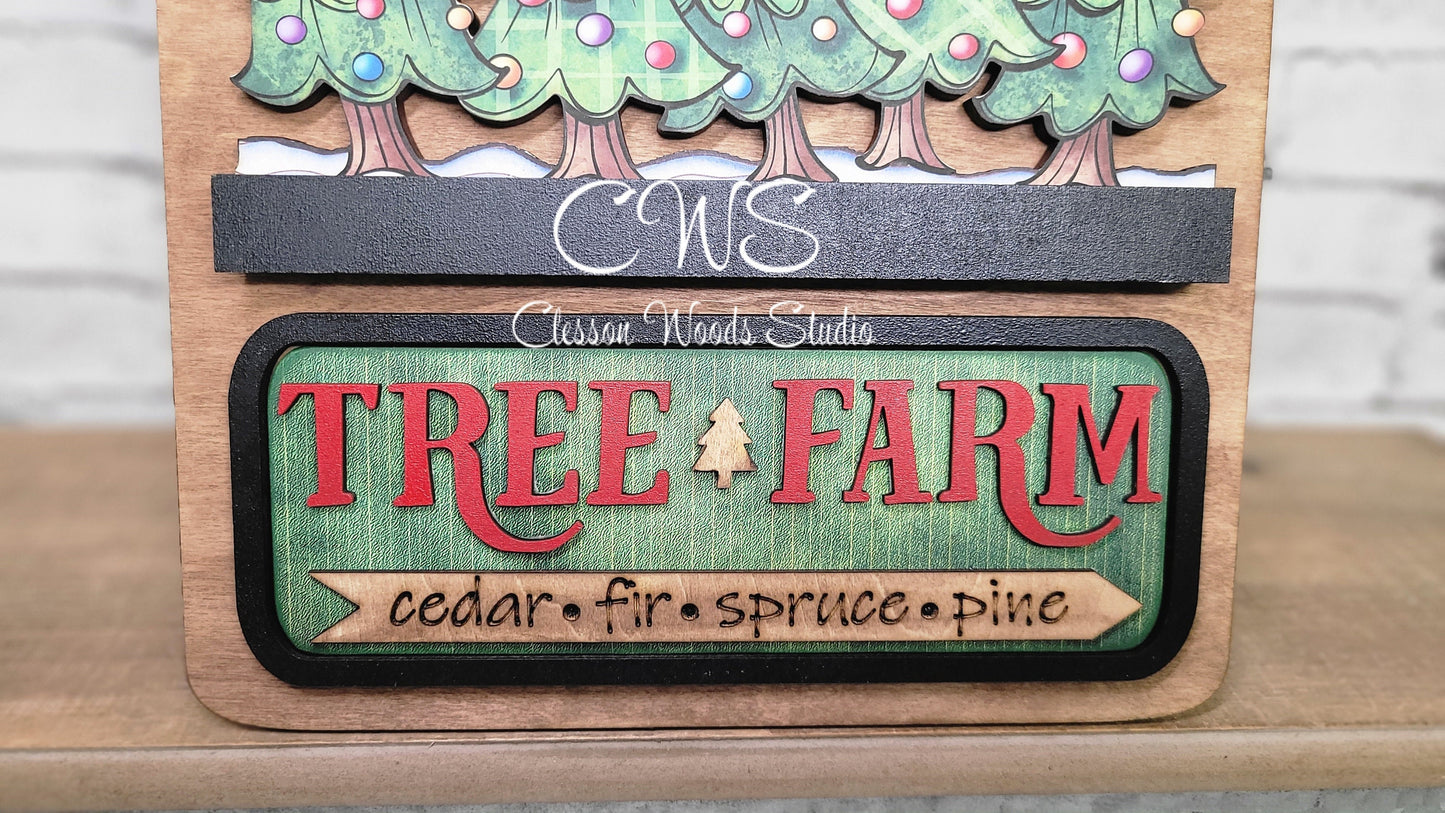 CWS
Clesson Woods Studio
TREE FARM
cedar • fir • spruce • pine